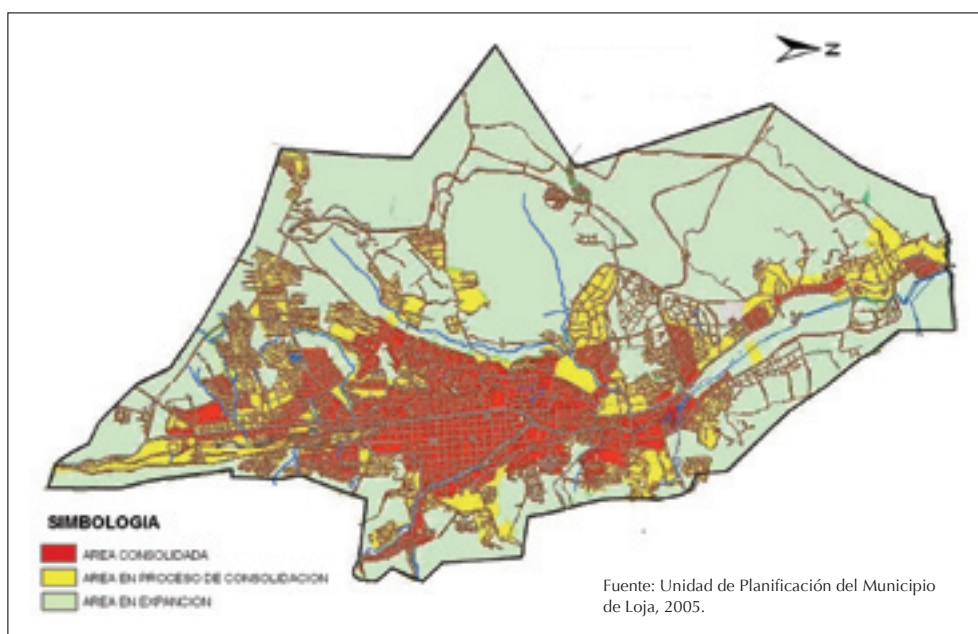 N
SIMBOLOGIA
AREA CONSOLIDADA
AREA EN PROCESO DE CONSOLIDACION
AREA EN EXPANCION
Fuente: Unidad de Planificación del Municipio
de Loja, 2005.